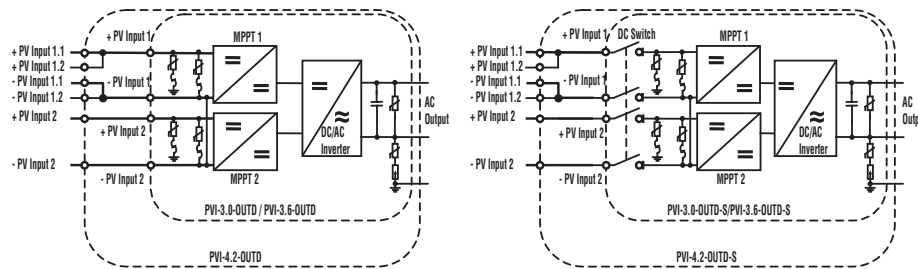 + PV Input 1
MPPT 1
+ PV Input 1.1
+ PV Input 1.2
- PV Input 1.1
- PV Input 1
- PV Input 1.2
+ PV Input 2
+ PV Input 2
DC/AC
Inverter
AC
Output
- PV Input 2
- PV Input 2
MPPT 2
PVI-3.0-OUTD / PVI-3.6-OUTD
PVI-4.2-OUTD
+ PV Input 1
DC Switch
MPPT 1
+ PV Input 1.1
+ PV Input 1.2
- PV Input 1.1
- PV Input 1
- PV Input 1.2
+ PV Input 2
+ PV Input 2
DC/AC
Inverter
AC
Output
- PV Input 2
- PV Input 2
MPPT 2
PVI-3.0-OUTD-S/PVI-3.6-OUTD-S
PVI-4.2-OUTD-S